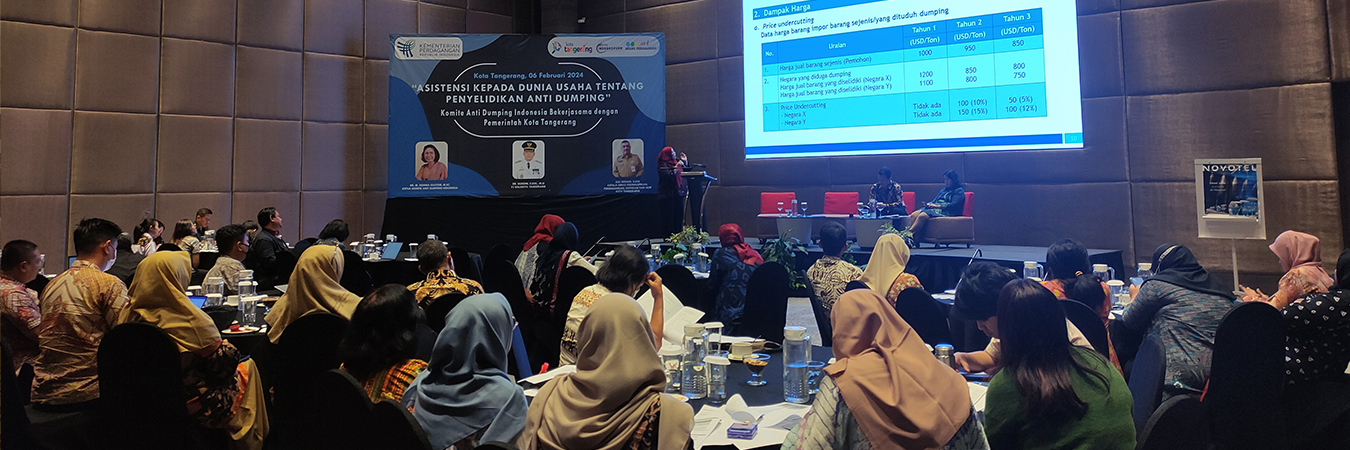 KEMENTERIAN
PERDAGANGAN
REPUBLIK INDONESIA
kota
tangerang
Kota Tangerang, 06 Februari 2024
"ASISTENSI KEPADA DUNIA USAHA TENTANG
PENYELIDIKAN ANTI DUMPING"
Komite Anti Dumping Indonesia Bekerjasama dengan
Pemerintah Kota Tangerang
2. Dampak Harga
a. Price undercutting
Data harga barang impor barang sejenis/yang dituduh dumping
No. Uraian Tahun 1 (USD/Ton) Tahun 2 (USD/Ton) Tahun 3 (USD/Ton)
1. Harga jual barang sejenis (Pemohon) 1000 950 850
2. Negara yang diduga dumping
Harga jual barang yang diselidiki (Negara X) 1200 850 800
Harga jual barang yang diselidiki (Negara Y) 1100 800 750
3 Price Undercutting
- Negara X Tidak ada 100 (10%) 50 (5%)
- Negara Y Tidak ada 150 (15%) 100 (12%)
NOVOTEL